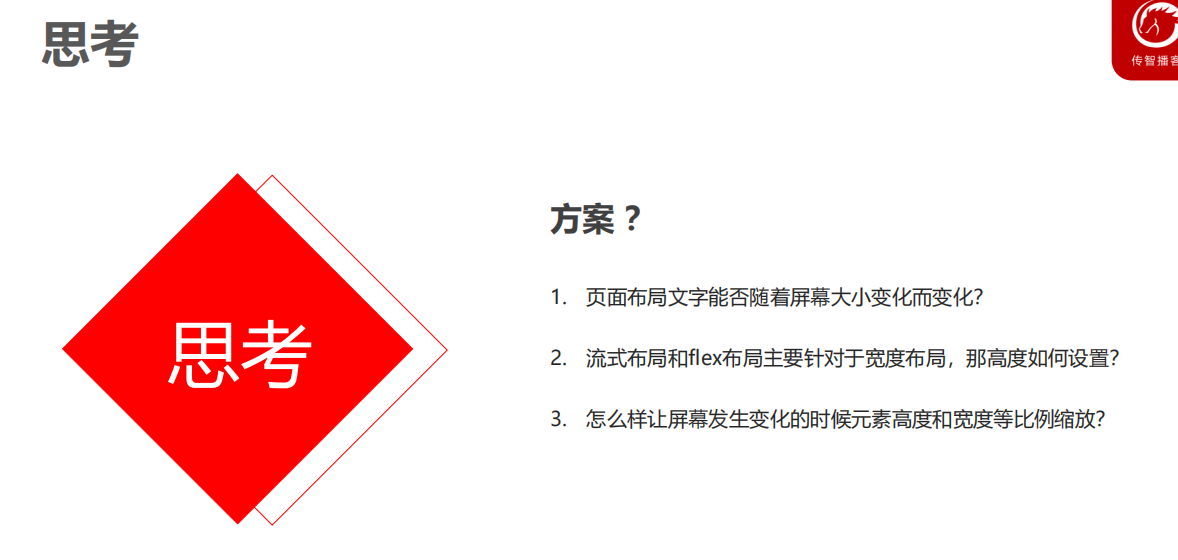 思考
传智播客
思考
方案？
1. 页面布局文字能否随着屏幕大小变化而变化?
2. 流式布局和flex布局主要针对于宽度布局，那高度如何设置?
3. 怎么样让屏幕发生变化的时候元素高度和宽度等比例缩放?